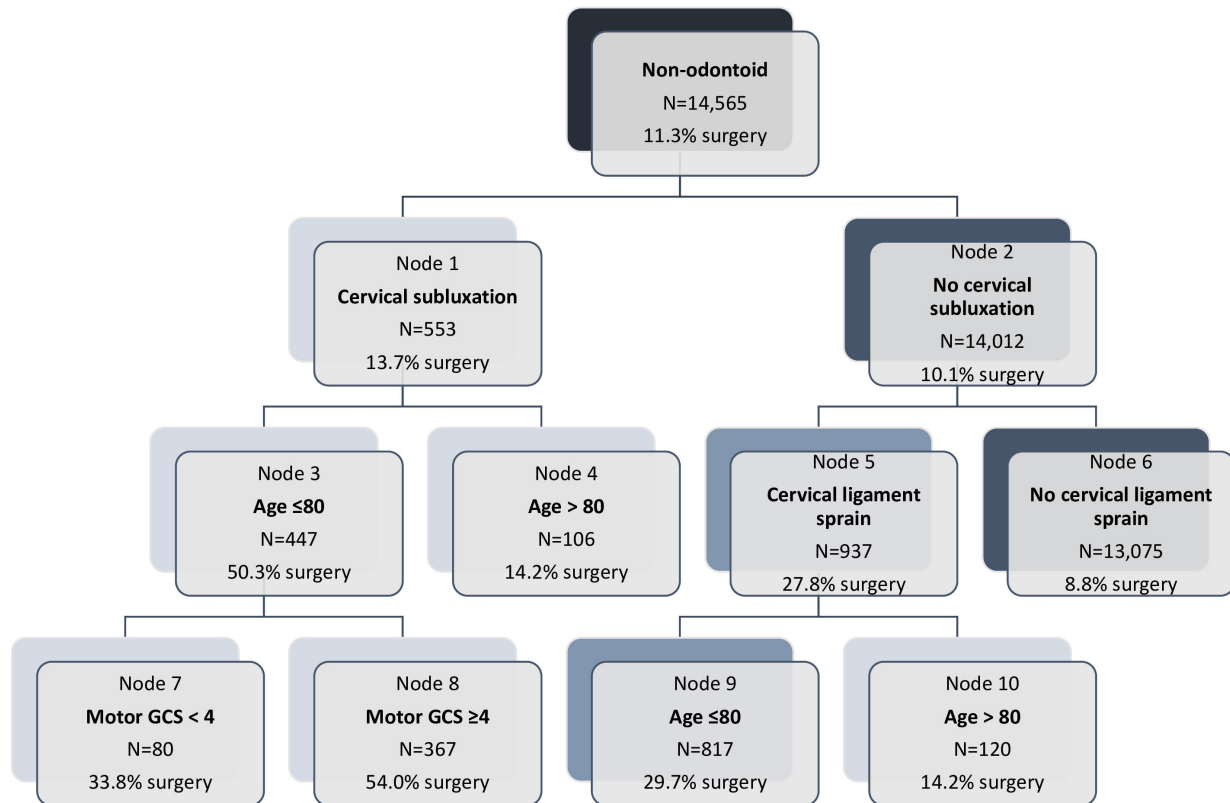 Non-odontoid
N=14,565
11.3% surgery
Node 1
Cervical subluxation
N=553
13.7% surgery
Node 2
No cervical
subluxation
N=14,012
10.1% surgery
Node 3
Age ≤80
N=447
50.3% surgery
Node 4
Age > 80
N=106
14.2% surgery
Node 5
Cervical ligament
sprain
N=937
27.8% surgery
Node 6
No cervical ligament
sprain
N=13,075
8.8% surgery
Node 7
Motor GCS < 4
N=80
33.8% surgery
Node 8
Motor GCS ≥4
N=367
54.0% surgery
Node 9
Age ≤80
N=817
29.7% surgery
Node 10
Age > 80
N=120
14.2% surgery